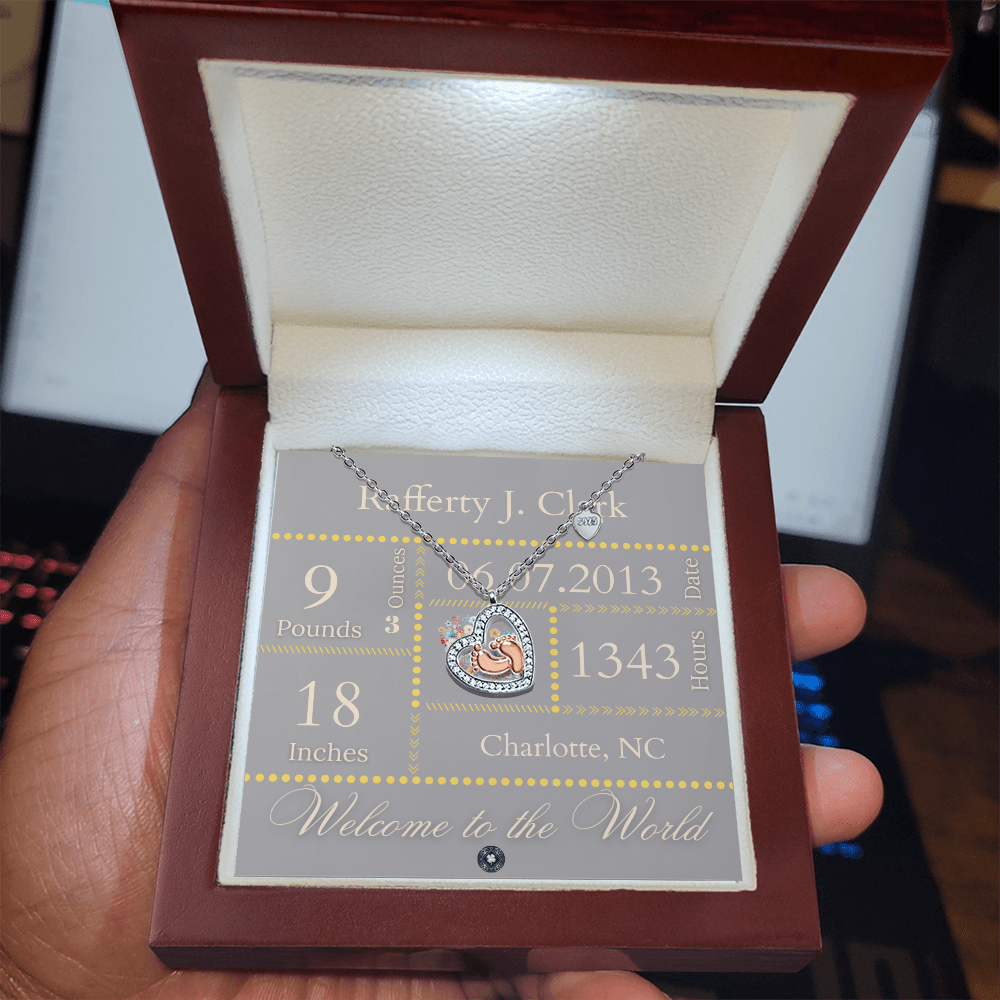 Rafferty J. Clark
9
Pounds
3 Ounces
06.07.2013
Date
1343
Hours
18
Inches
Charlotte, NC
Welcome to the World